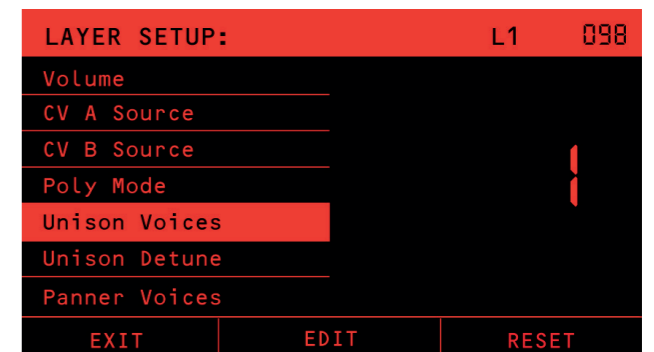 LAYER SETUP: L1 098
Volume
CV A Source
CV B Source
Poly Mode
1
Unison Voices
Unison Detune
Panner Voices
EXIT EDIT RESET